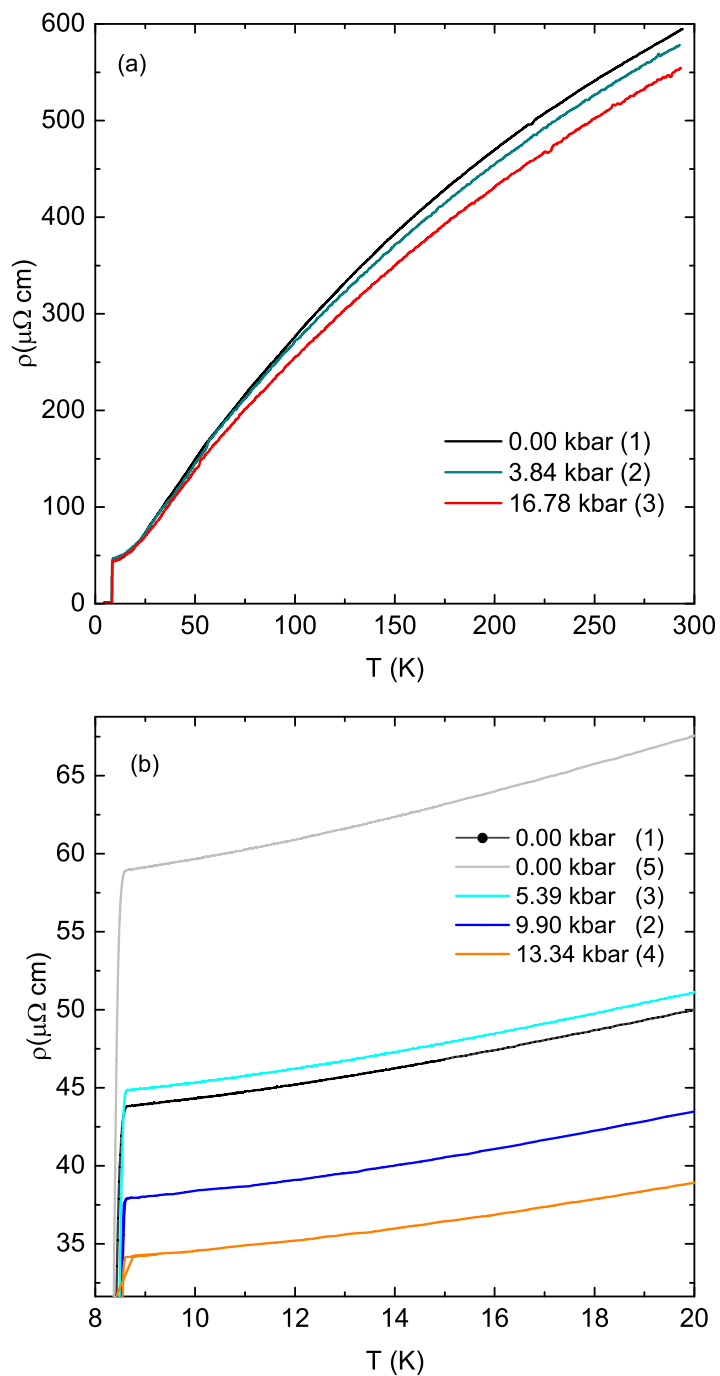 600
(a)
500
400
ρ(μΩ cm)
300
200
0.00 kbar (1)
3.84 kbar (2)
16.78 kbar (3)
100
0
0 50 100 150 200 250 300
T (K)
(b)
65
0.00 kbar (1)
0.00 kbar (5)
60
5.39 kbar (3)
9.90 kbar (2)
13.34 kbar (4)
55
ρ(μΩ cm)
50
45
40
35
8 10 12 14 16 18 20
T (K)